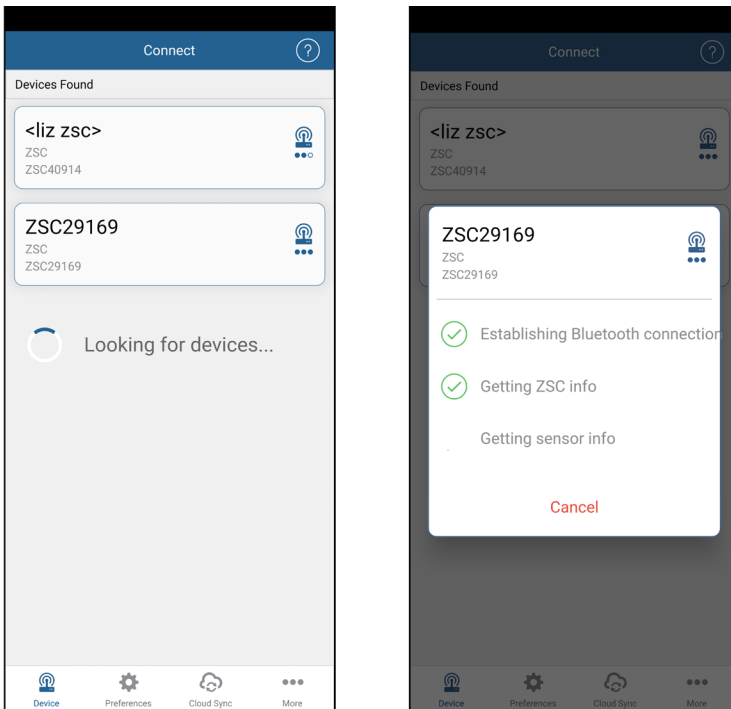 Connect
?
Devices Found
<liz zsc>
ZSC
ZSC40914
ZSC29169
ZSC
ZSC29169
Looking for devices...
Device
Preferences
Cloud Sync
More
Connect
?
Devices Found
<liz zsc>
ZSC
ZSC40914
ZSC29169
ZSC
ZSC29169
Establishing Bluetooth connection
Getting ZSC info
Getting sensor info
Cancel
Device
Preferences
Cloud Sync
More